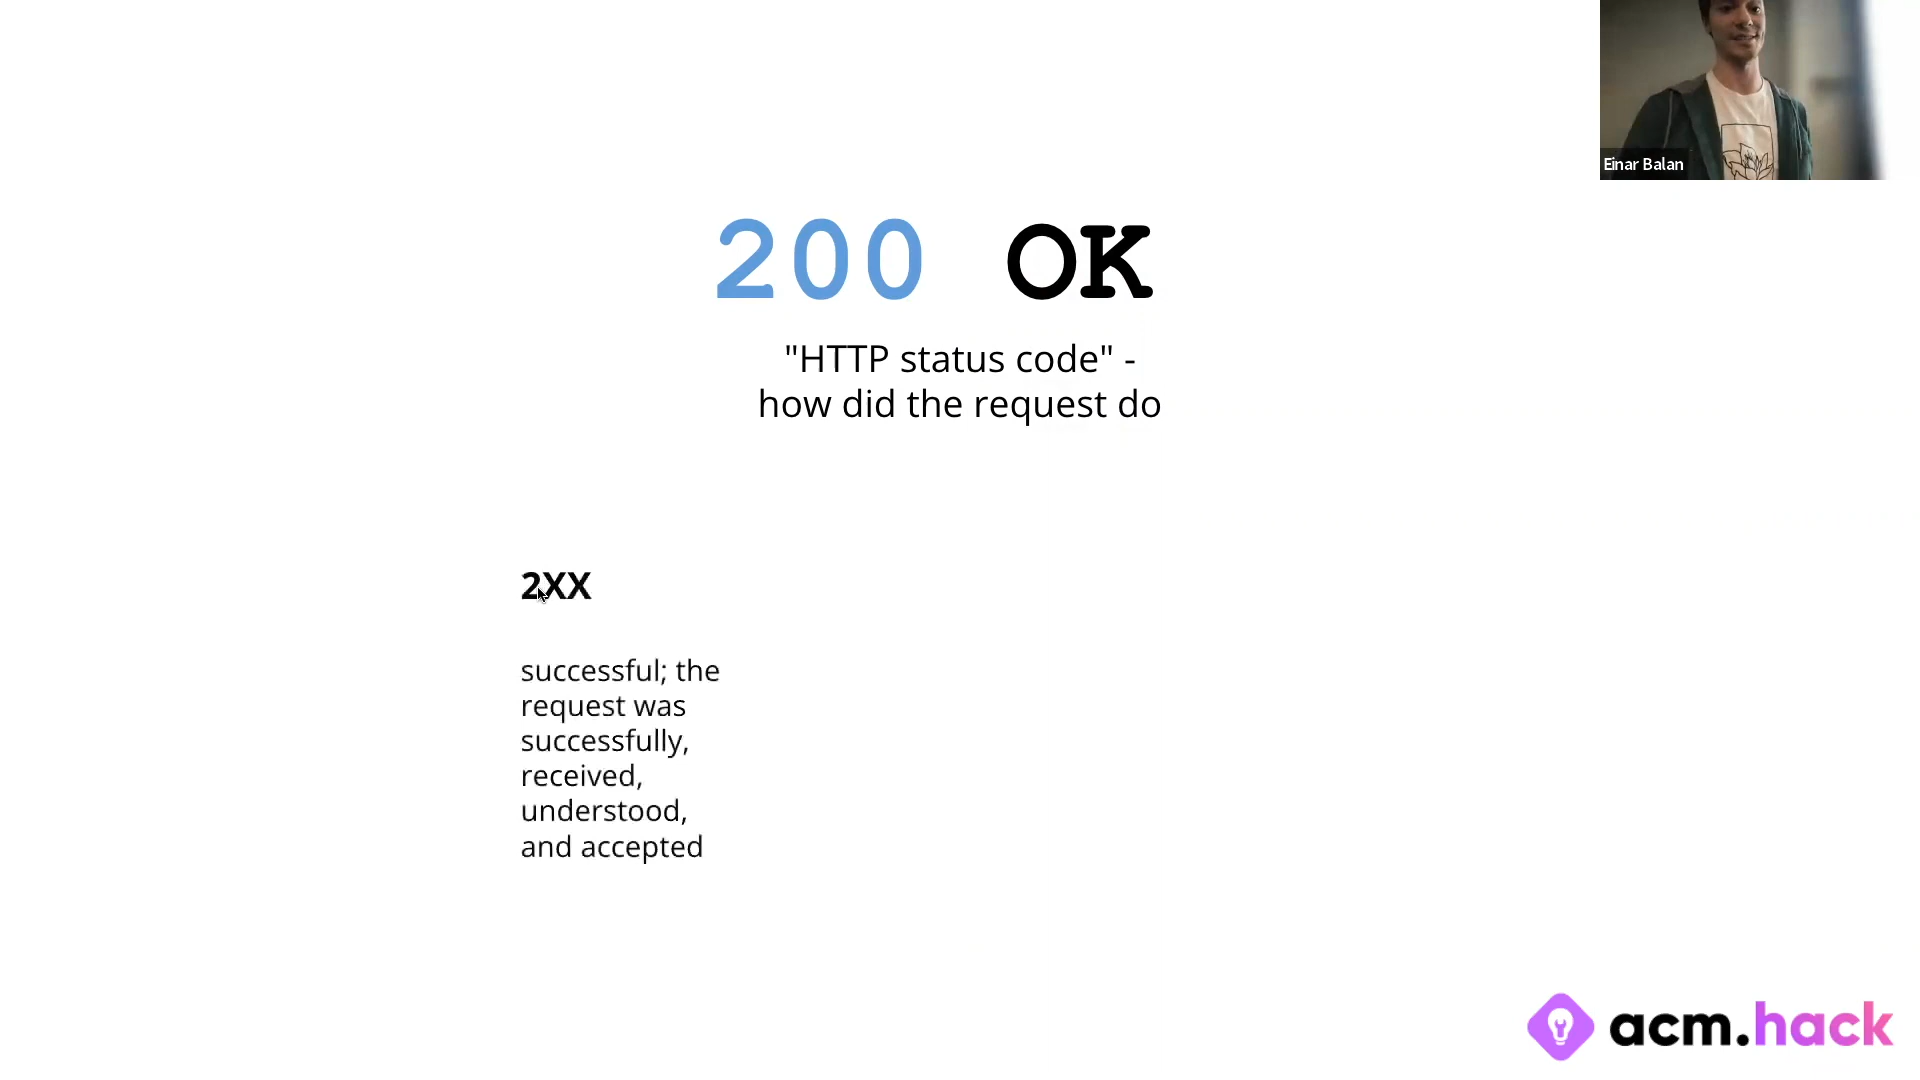 Einar Balan
200 OK
"HTTP status code" -
how did the request do
2XX
successful; the
request was
successfully,
received,
understood,
and accepted
acm.hack